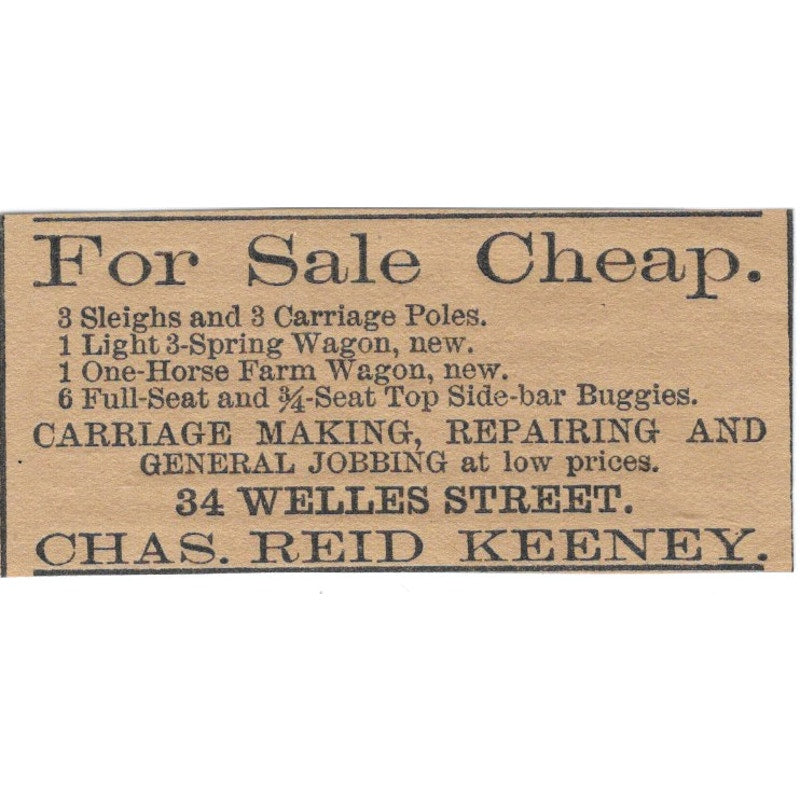 For Sale Cheap.
3 Sleighs and 3 Carriage Poles.
1 Light 3-Spring Wagon, new.
1 One-Horse Farm Wagon, new.
6 Full-Seat and ¾-Seat Top Side-bar Buggies.
CARRIAGE MAKING, REPAIRING AND
GENERAL JOBBING at low prices.
34 WELLES STREET.
CHAS. REID KEENEY.